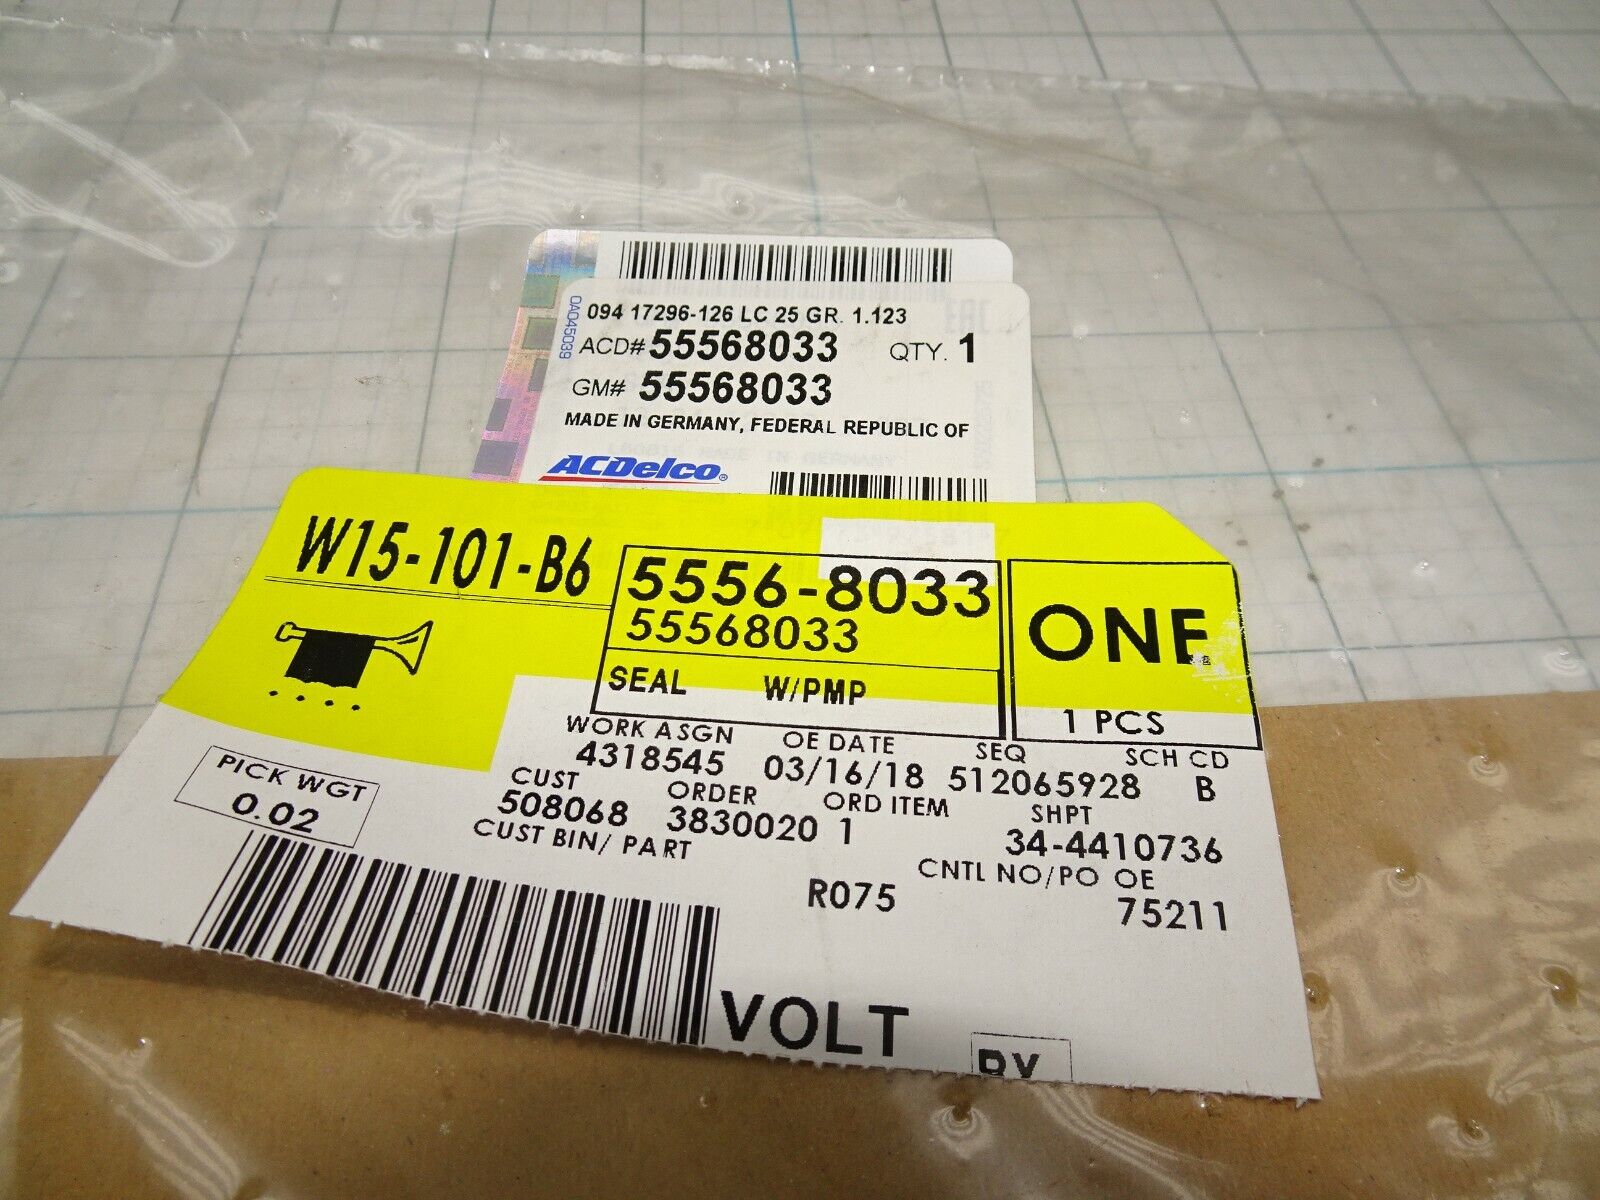 094 17296-126 LC 25 GR. 1.123
ACD# 55568033 QTY. 1
GM# 55568033
MADE IN GERMANY, FEDERAL REPUBLIC OF
ACDelco®
0A045039
W15-101-B6
5556-8033
55568033
ONE
SEAL W/PMP
1 PCS
WORK ASGN OE DATE SEQ SCH CD
4318545 03/16/18 512065928 B
PICK WGT
0.02
CUST ORDER ORD ITEM SHPT
508068 3830020 1 34-4410736
CUST BIN/ PART CNTL NO/PO OE
R075 75211
VOLT